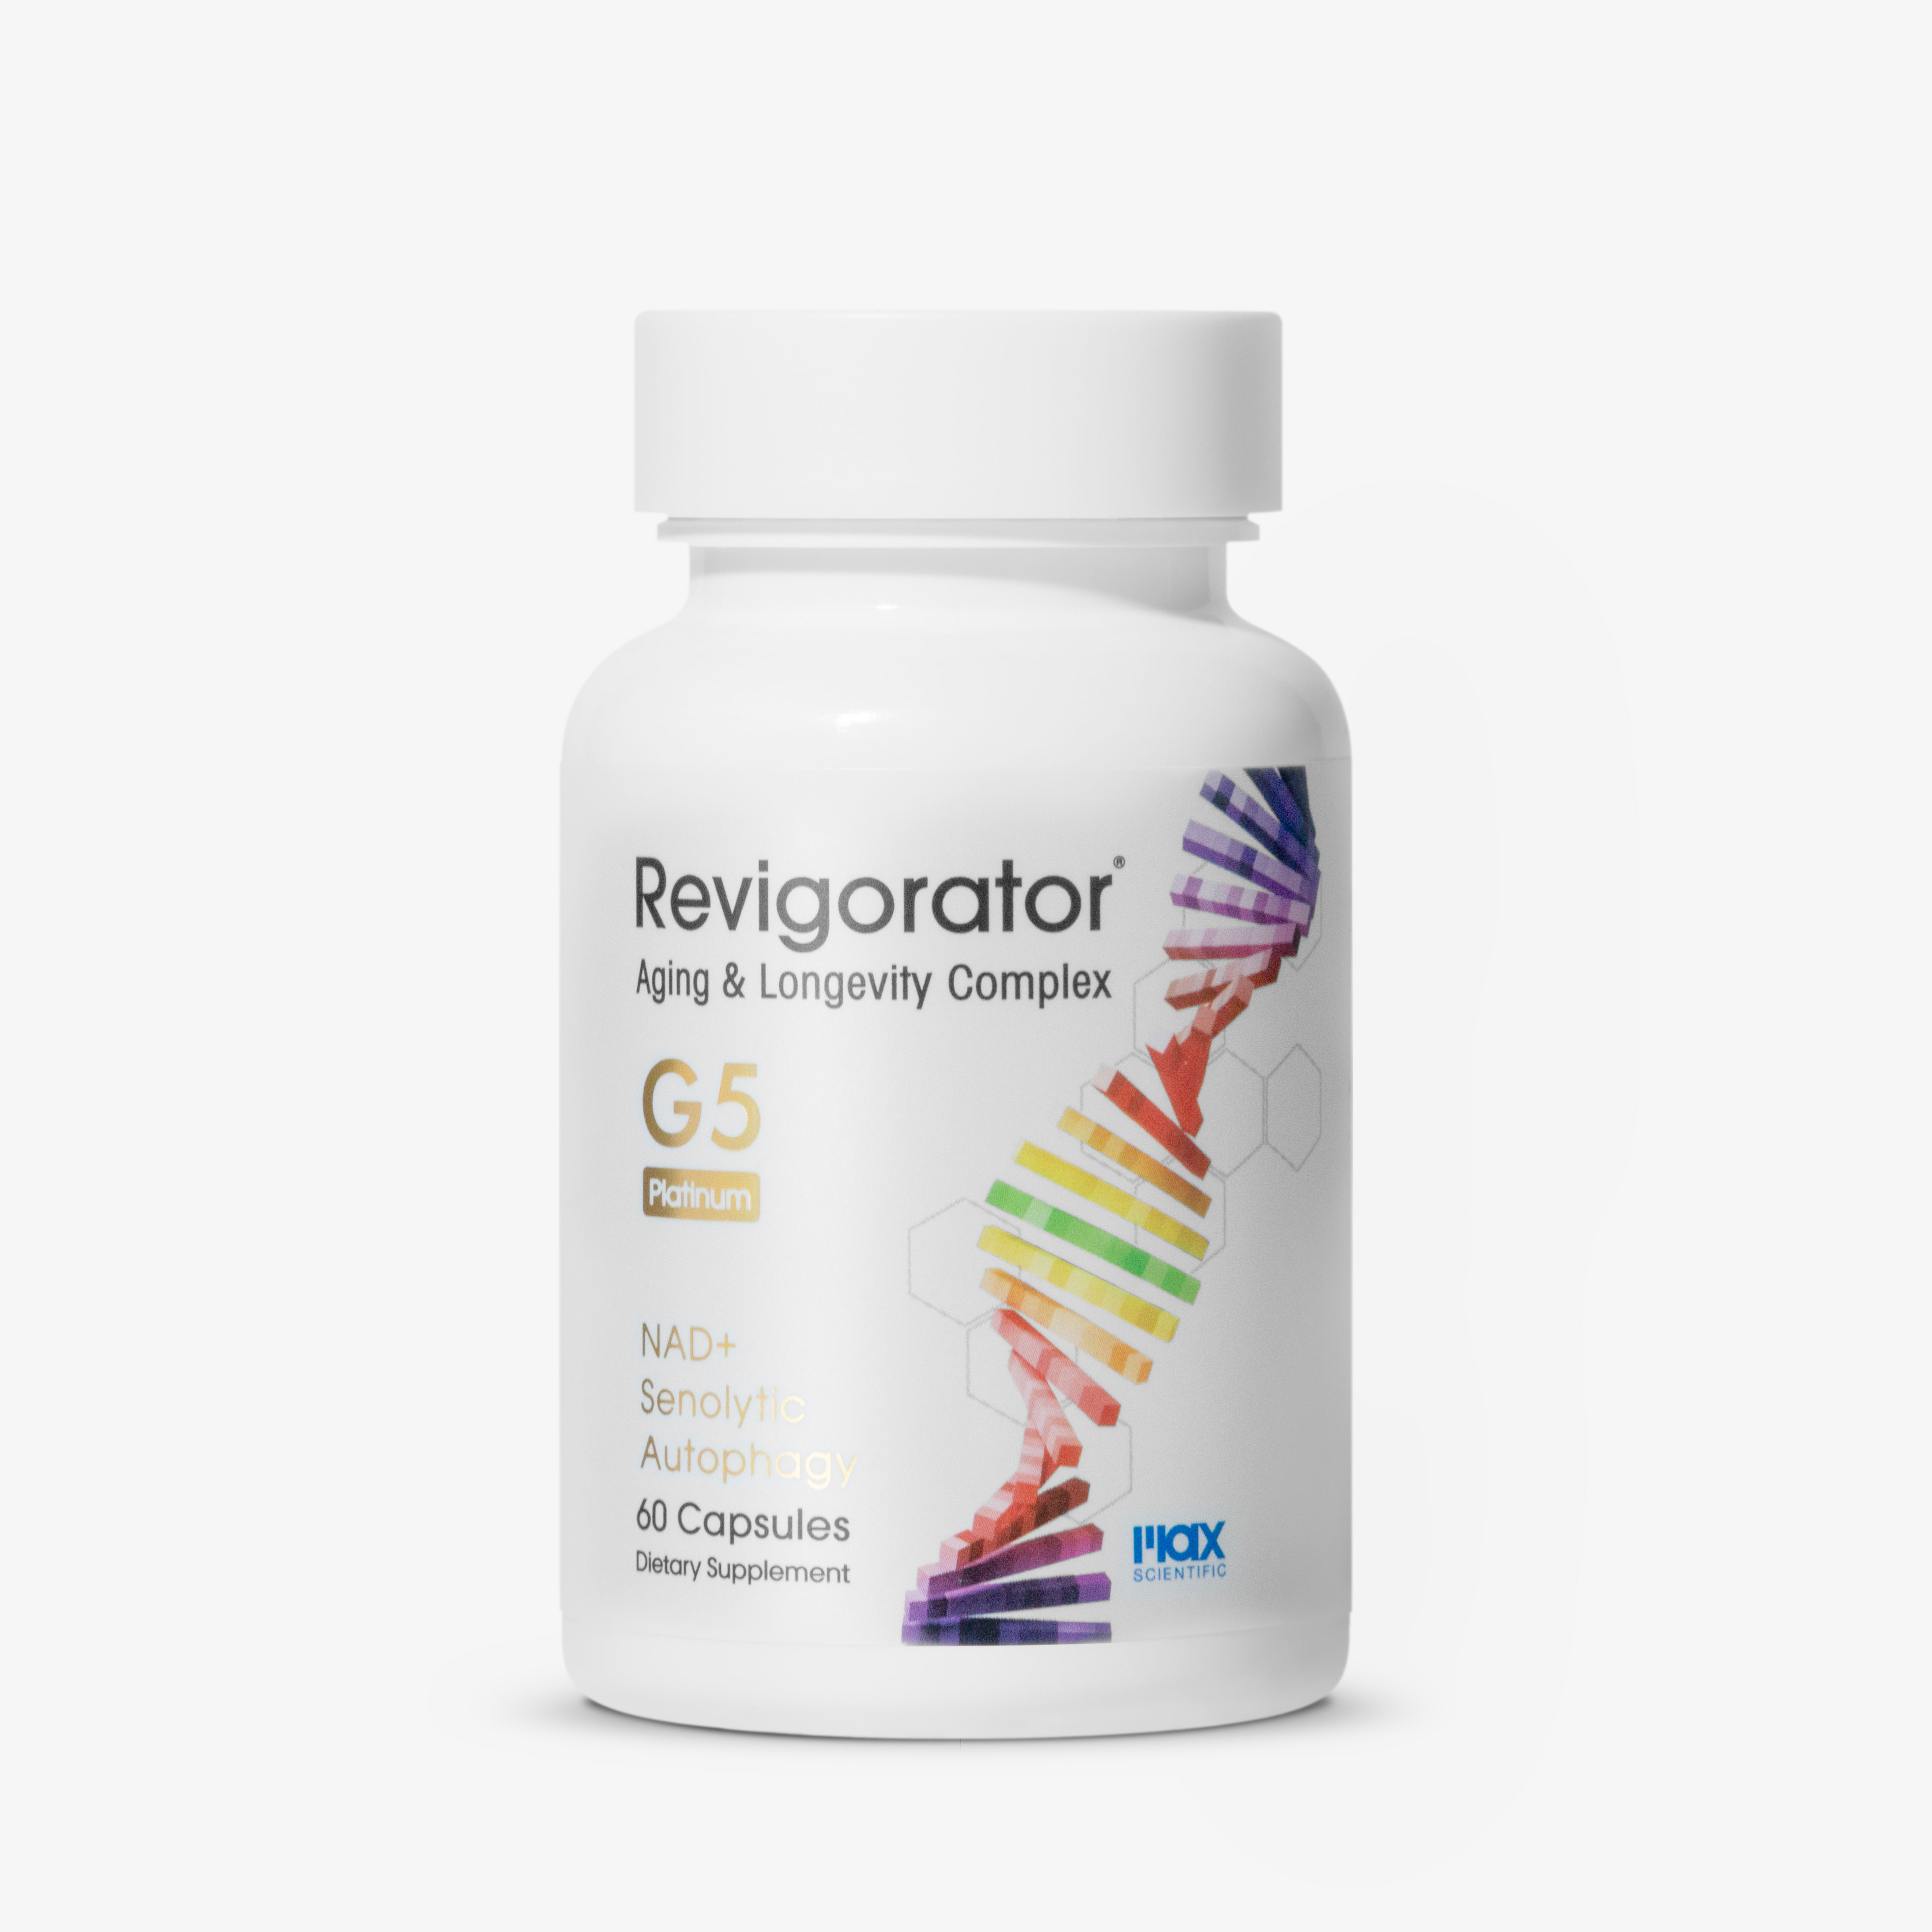 Revigorator®
Aging & Longevity Complex
G5
Platinum
NAD+
Senolytic
Autophagy
60 Capsules
Dietary Supplement
max
SCIENTIFIC